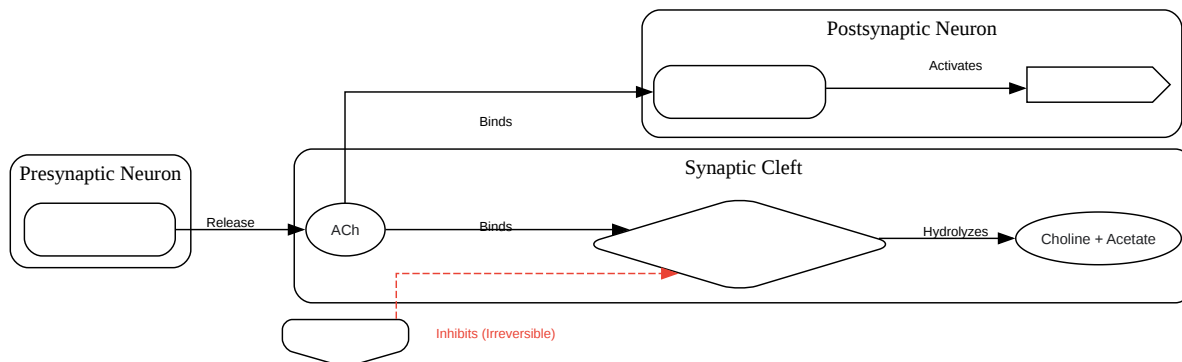 Postsynaptic Neuron
Activates
Binds
Presynaptic Neuron
Synaptic Cleft
Release
ACh
Binds
Hydrolyzes
Choline + Acetate
Inhibits (Irreversible)